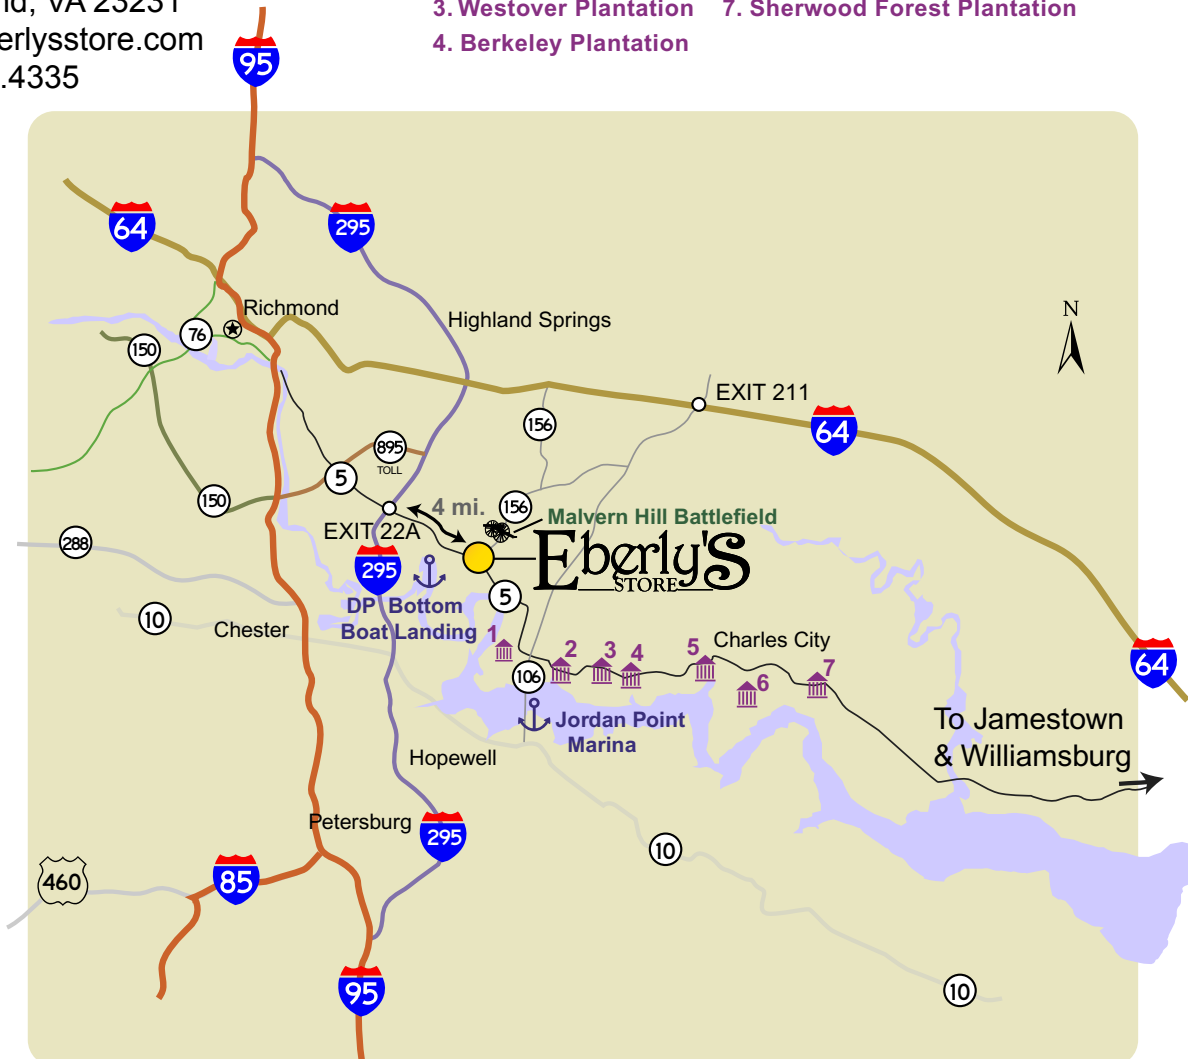 nd, VA 23231
erlysstore.com
.4335
3. Westover Plantation 7. Sherwood Forest Plantation
4. Berkeley Plantation
95
64
295
Richmond
Highland Springs
76
150
N
EXIT 211
156
64
895
TOLL
5
150
4 mi.
156
Malvern Hill Battlefield
EXIT 22A
288
Eberly's
STORE
295
5
DP Bottom
Boat Landing
10
Chester
1
2
3
4
5
Charles City
6
7
106
64
Jordan Point
Marina
To Jamestown
& Williamsburg
Hopewell
Petersburg
295
10
460
85
95
10